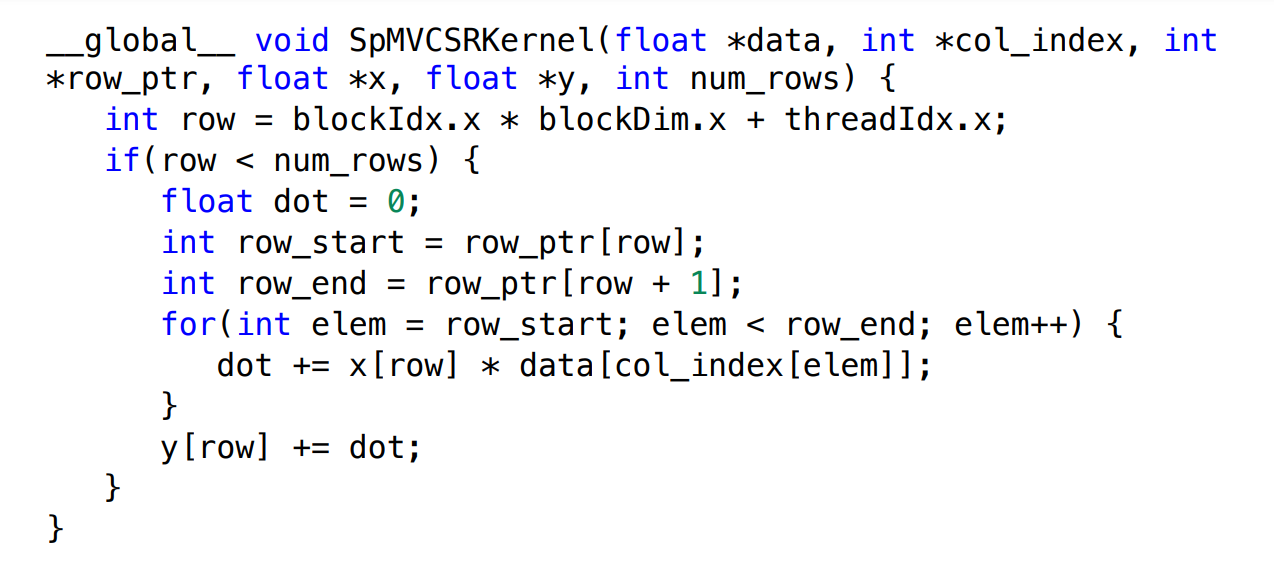 __global__ void SpMVCSRKernel(float *data, int *col_index, int
*row_ptr, float *x, float *y, int num_rows) {
   int row = blockIdx.x * blockDim.x + threadIdx.x;
   if(row < num_rows) {
      float dot = 0;
      int row_start = row_ptr[row];
      int row_end = row_ptr[row + 1];
      for(int elem = row_start; elem < row_end; elem++) {
         dot += x[row] * data[col_index[elem]];
      }
      y[row] += dot;
   }
}